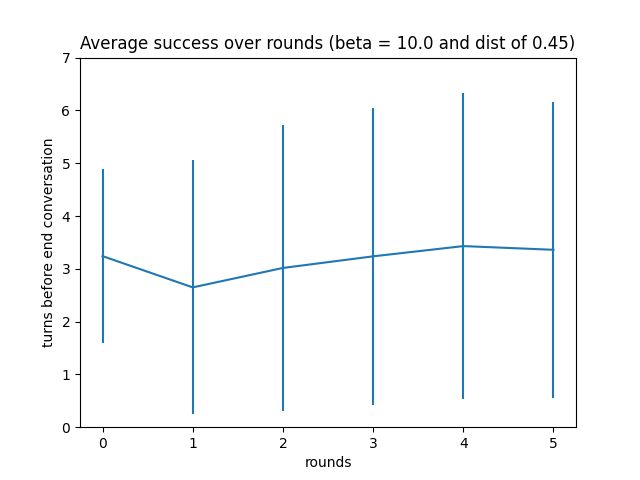 Average success over rounds (beta = 10.0 and dist of 0.45)
7
6
5
4
3
2
1
0
turns before end conversation
0 1 2 3 4 5
rounds